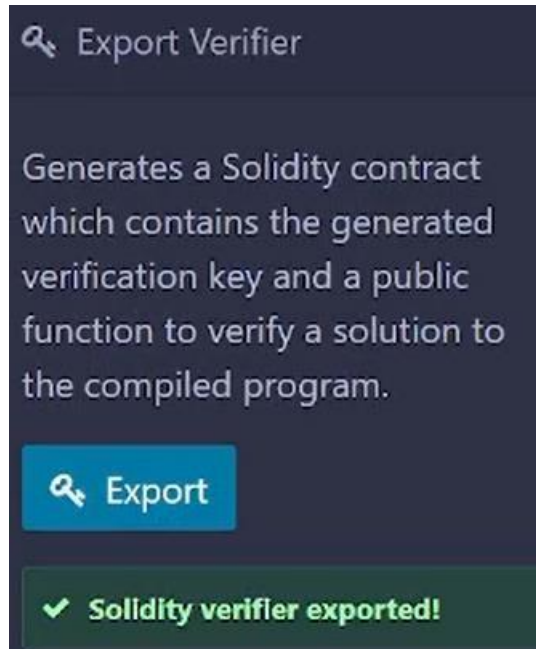 Export Verifier
Generates a Solidity contract
which contains the generated
verification key and a public
function to verify a solution to
the compiled program.
Export
Solidity verifier exported!